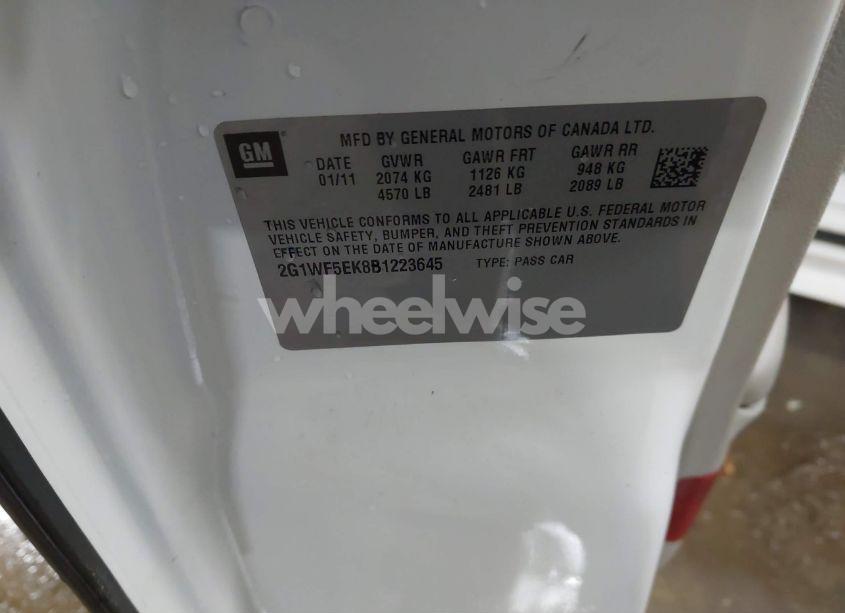 GM
MFD BY GENERAL MOTORS OF CANADA LTD.
DATE GVWR GAWR FRT GAWR RR
01/11 2074 KG 1126 KG 948 KG
4570 LB 2481 LB 2089 LB
THIS VEHICLE CONFORMS TO ALL APPLICABLE U.S. FEDERAL MOTOR
VEHICLE SAFETY, BUMPER, AND THEFT PREVENTION STANDARDS IN
EFFECT ON THE DATE OF MANUFACTURE SHOWN ABOVE.
2G1WF5EK8B1223645 TYPE: PASS CAR
wheelwise